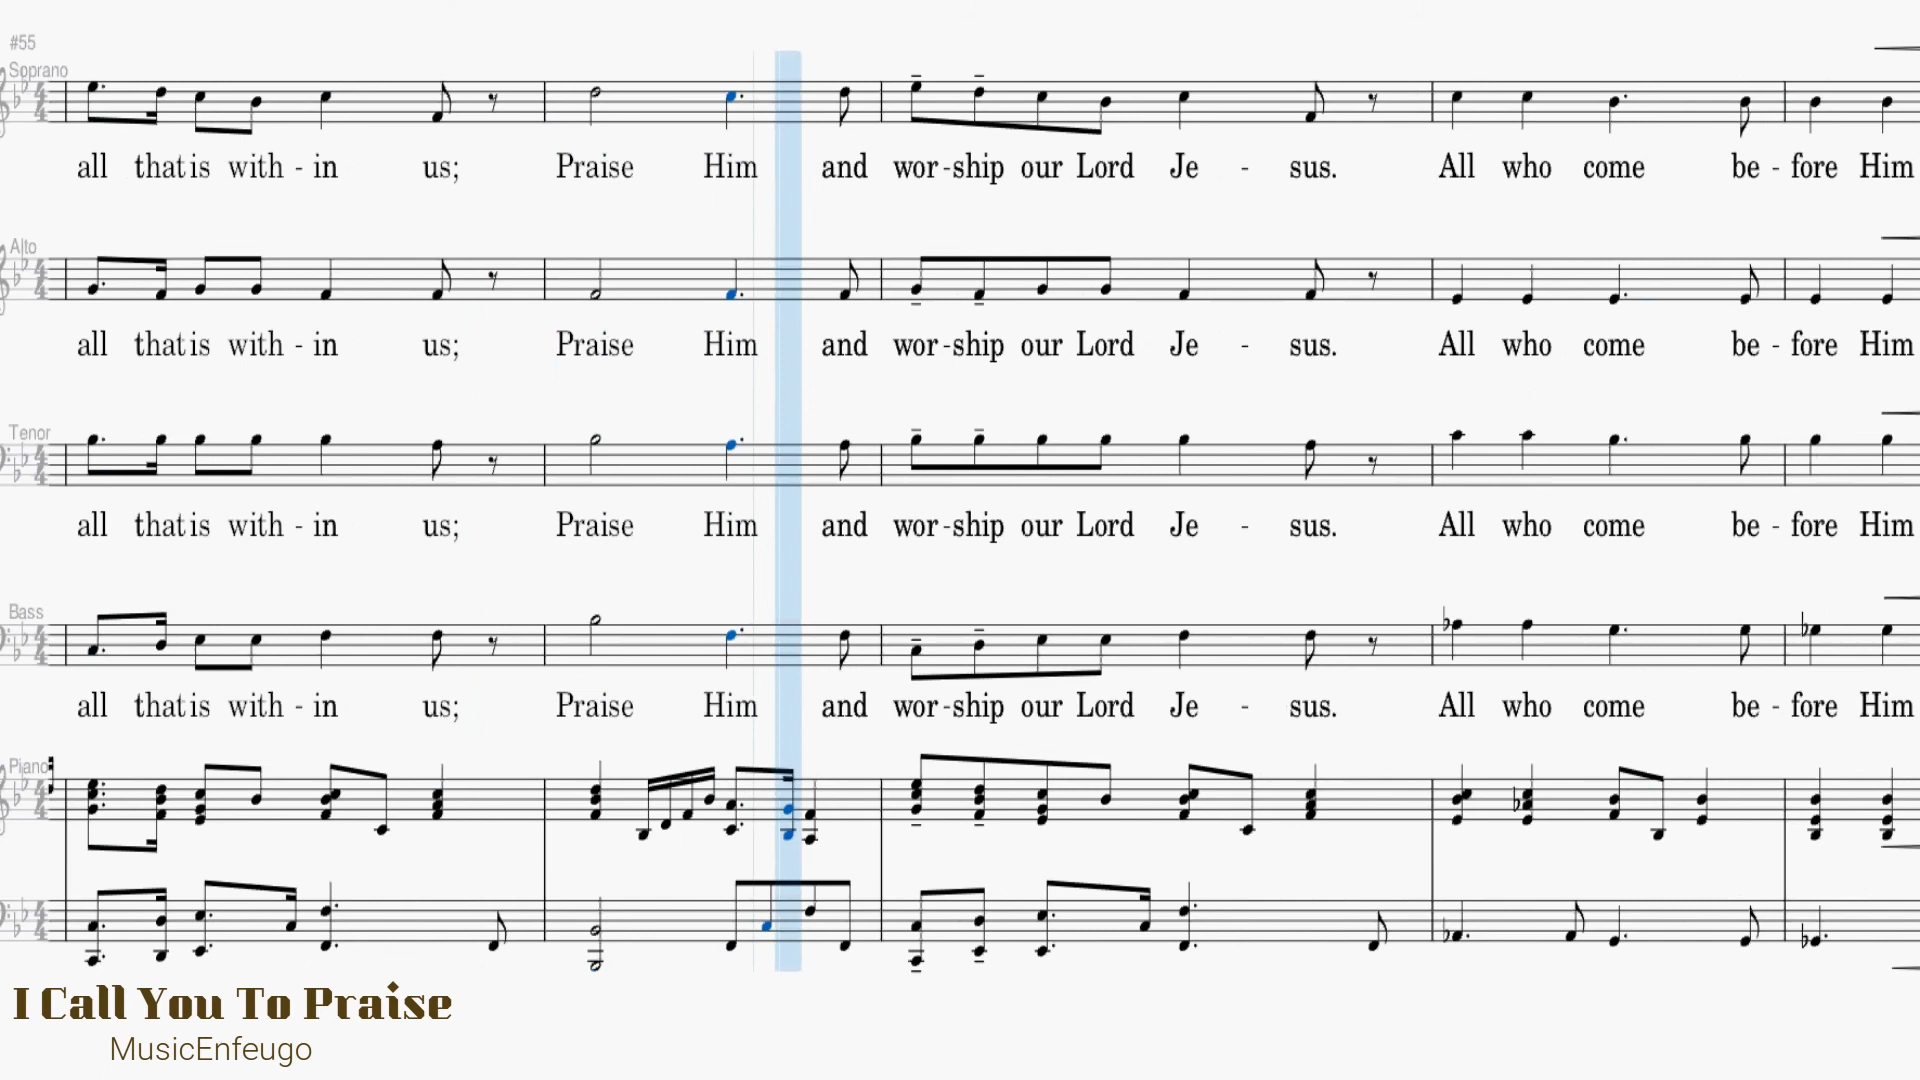 #55
Soprano
all that is with - in us; Praise Him and wor - ship our Lord Je - sus. All who come be - fore Him
Alto
all that is with - in us; Praise Him and wor - ship our Lord Je - sus. All who come be - fore Him
Tenor
all that is with - in us; Praise Him and wor - ship our Lord Je - sus. All who come be - fore Him
Bass
all that is with - in us; Praise Him and wor - ship our Lord Je - sus. All who come be - fore Him
Piano
I Call You To Praise
MusicEnfeugo